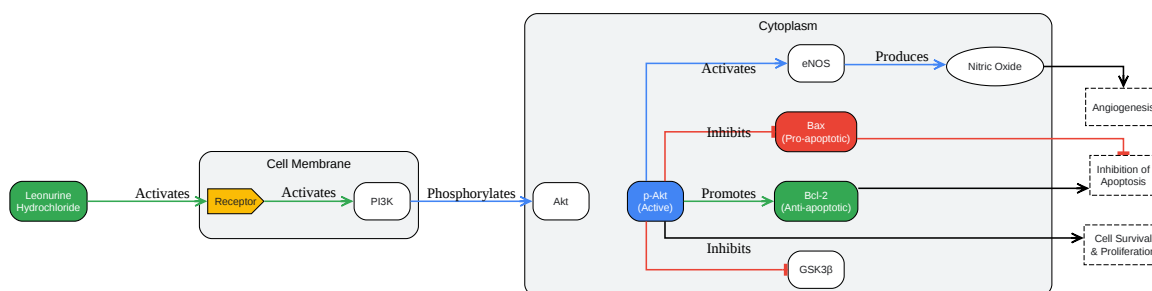 Cytoplasm
Activates
eNOS
Produces
Nitric Oxide
Angiogenesis
Inhibits
Bax
(Pro-apoptotic)
Cell Membrane
Leonurine
Hydrochloride
Activates
Receptor
Activates
PI3K
Phosphorylates
Akt
p-Akt
(Active)
Promotes
Bcl-2
(Anti-apoptotic)
Inhibition of
Apoptosis
Inhibits
Cell Survival
& Proliferation
GSK3β